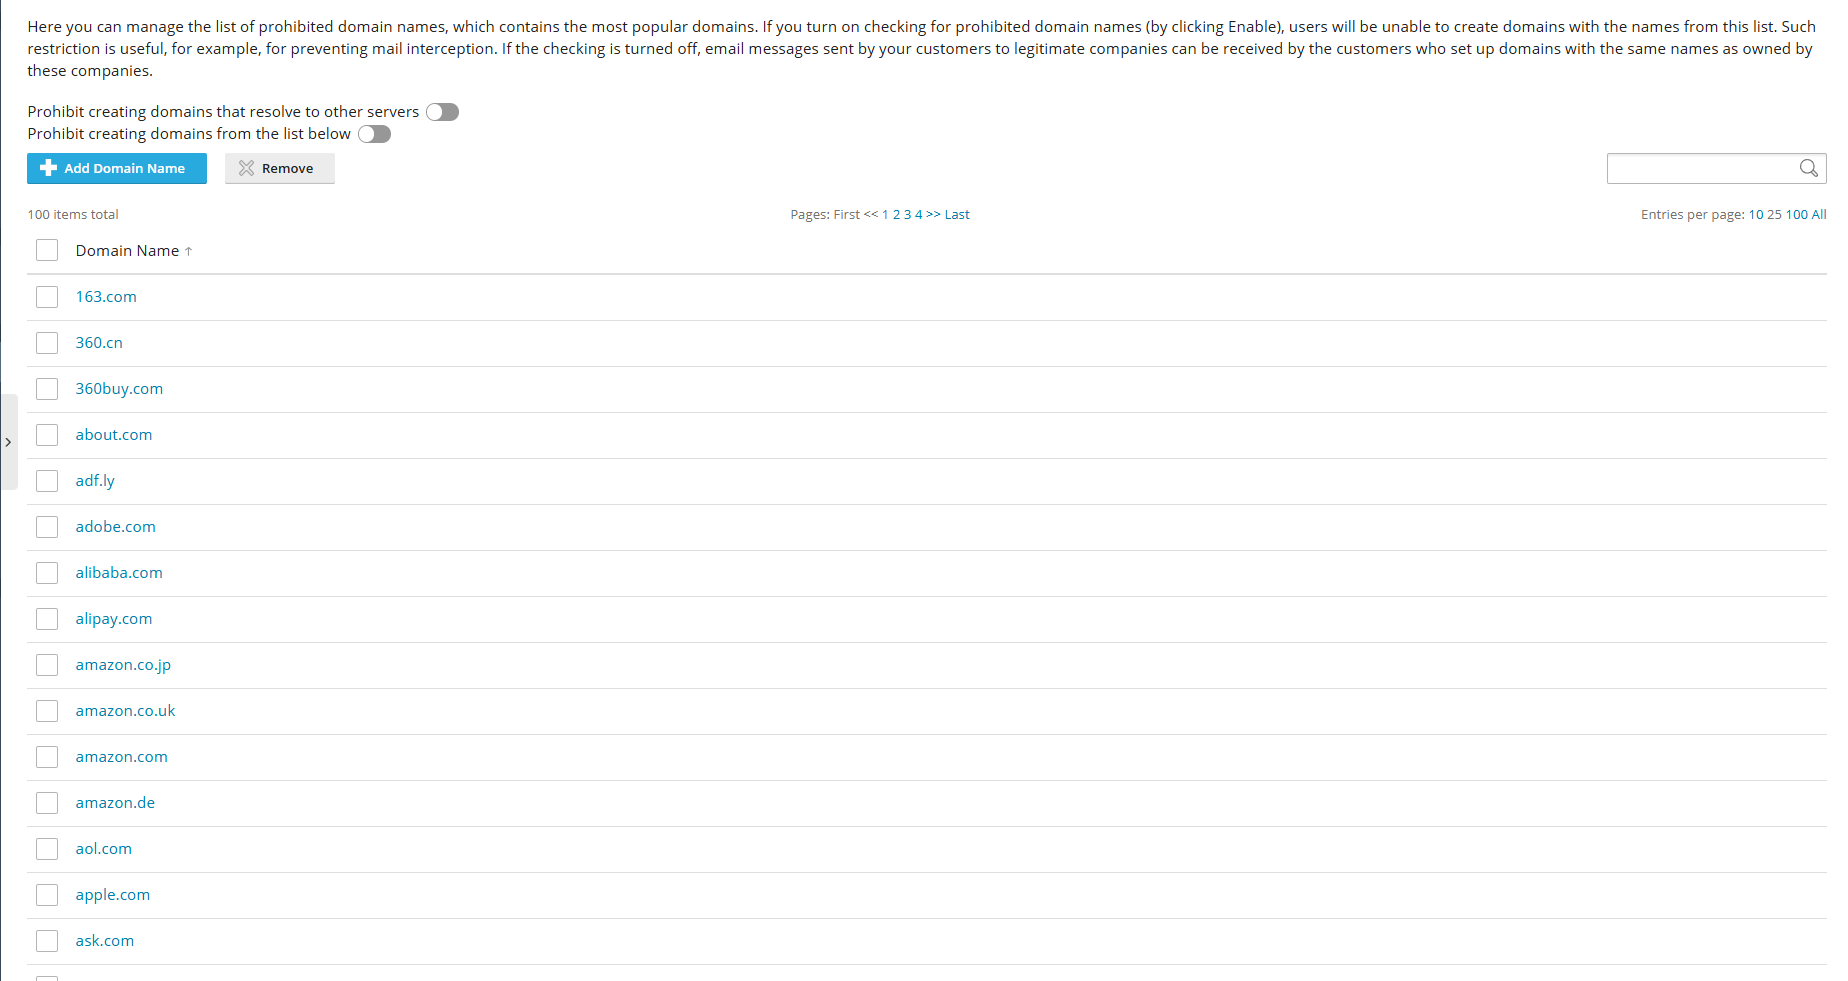 Here you can manage the list of prohibited domain names, which contains the most popular domains. If you turn on checking for prohibited domain names (by clicking Enable), users will be unable to create domains with the names from this list. Such
restriction is useful, for example, for preventing mail interception. If the checking is turned off, email messages sent by your customers to legitimate companies can be received by the customers who set up domains with the same names as owned by
these companies.
Prohibit creating domains that resolve to other servers
Prohibit creating domains from the list below
Add Domain Name Remove
100 items total Pages: First << 1 2 3 4 >> Last Entries per page: 10 25 100 All
Domain Name ↑
163.com
360.cn
360buy.com
about.com
adf.ly
adobe.com
alibaba.com
alipay.com
amazon.co.jp
amazon.co.uk
amazon.com
amazon.de
aol.com
apple.com
ask.com